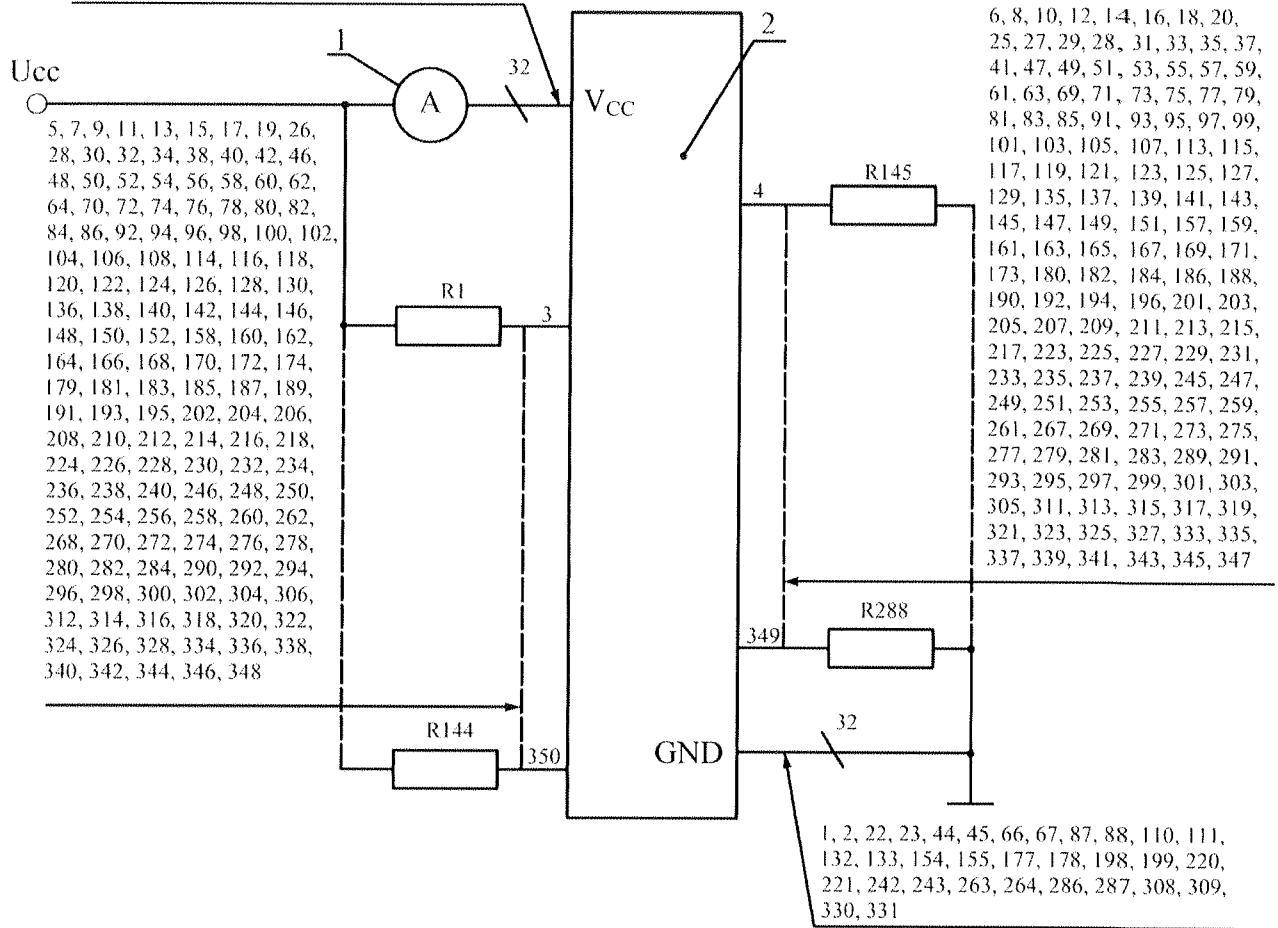 1
2
Ucc
A
32
V_CC
5, 7, 9, 11, 13, 15, 17, 19, 26,
28, 30, 32, 34, 38, 40, 42, 46,
48, 50, 52, 54, 56, 58, 60, 62,
64, 70, 72, 74, 76, 78, 80, 82,
84, 86, 92, 94, 96, 98, 100, 102,
104, 106, 108, 114, 116, 118,
120, 122, 124, 126, 128, 130,
136, 138, 140, 142, 144, 146,
148, 150, 152, 158, 160, 162,
164, 166, 168, 170, 172, 174,
179, 181, 183, 185, 187, 189,
191, 193, 195, 202, 204, 206,
208, 210, 212, 214, 216, 218,
224, 226, 228, 230, 232, 234,
236, 238, 240, 246, 248, 250,
252, 254, 256, 258, 260, 262,
268, 270, 272, 274, 276, 278,
280, 282, 284, 290, 292, 294,
296, 298, 300, 302, 304, 306,
312, 314, 316, 318, 320, 322,
324, 326, 328, 334, 336, 338,
340, 342, 344, 346, 348
R1
3
R144
350
6, 8, 10, 12, 14, 16, 18, 20,
25, 27, 29, 28, 31, 33, 35, 37,
41, 47, 49, 51, 53, 55, 57, 59,
61, 63, 69, 71, 73, 75, 77, 79,
81, 83, 85, 91, 93, 95, 97, 99,
101, 103, 105, 107, 113, 115,
117, 119, 121, 123, 125, 127,
129, 135, 137, 139, 141, 143,
145, 147, 149, 151, 157, 159,
161, 163, 165, 167, 169, 171,
173, 180, 182, 184, 186, 188,
190, 192, 194, 196, 201, 203,
205, 207, 209, 211, 213, 215,
217, 223, 225, 227, 229, 231,
233, 235, 237, 239, 245, 247,
249, 251, 253, 255, 257, 259,
261, 267, 269, 271, 273, 275,
277, 279, 281, 283, 289, 291,
293, 295, 297, 299, 301, 303,
305, 311, 313, 315, 317, 319,
321, 323, 325, 327, 333, 335,
337, 339, 341, 343, 345, 347
4
R145
349
R288
GND
32
1, 2, 22, 23, 44, 45, 66, 67, 87, 88, 110, 111,
132, 133, 154, 155, 177, 178, 198, 199, 220,
221, 242, 243, 263, 264, 286, 287, 308, 309,
330, 331